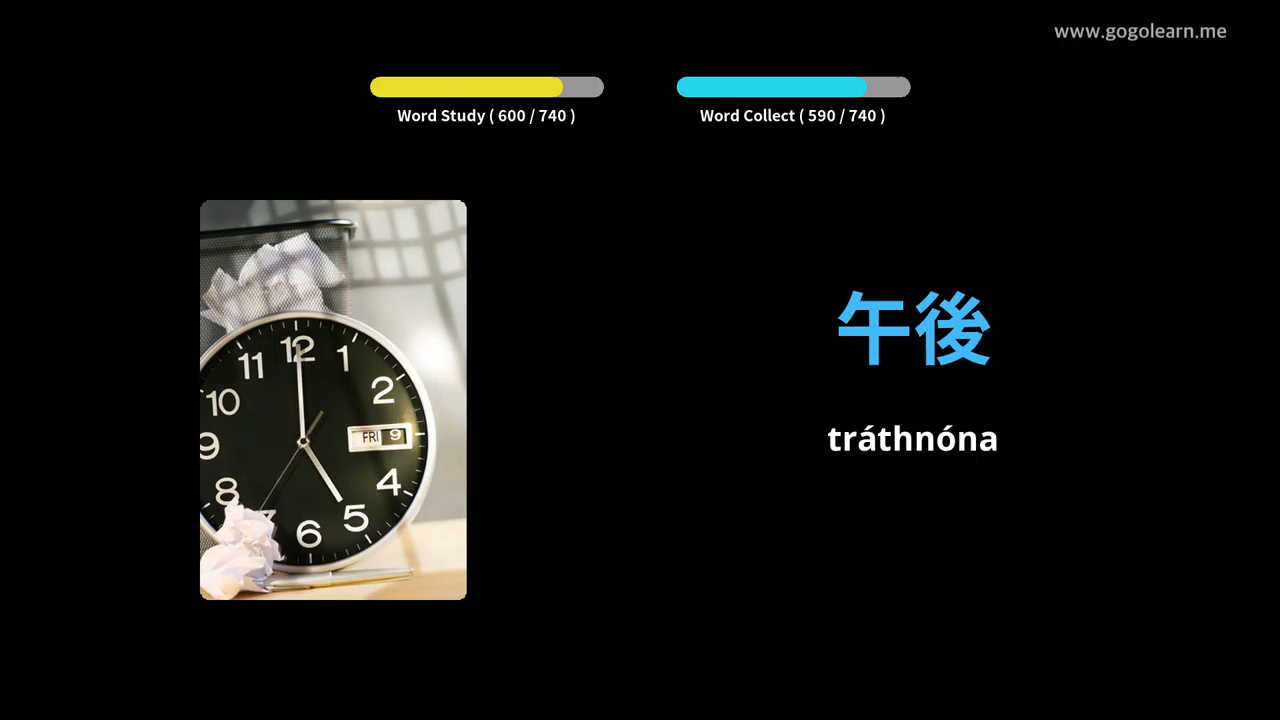 www.gogolearn.me
Word Study ( 600 / 740 )
Word Collect ( 590 / 740 )
午後
tráthnóna
11 12 1
10 2
9 FRI 9
8 4
7 6 5